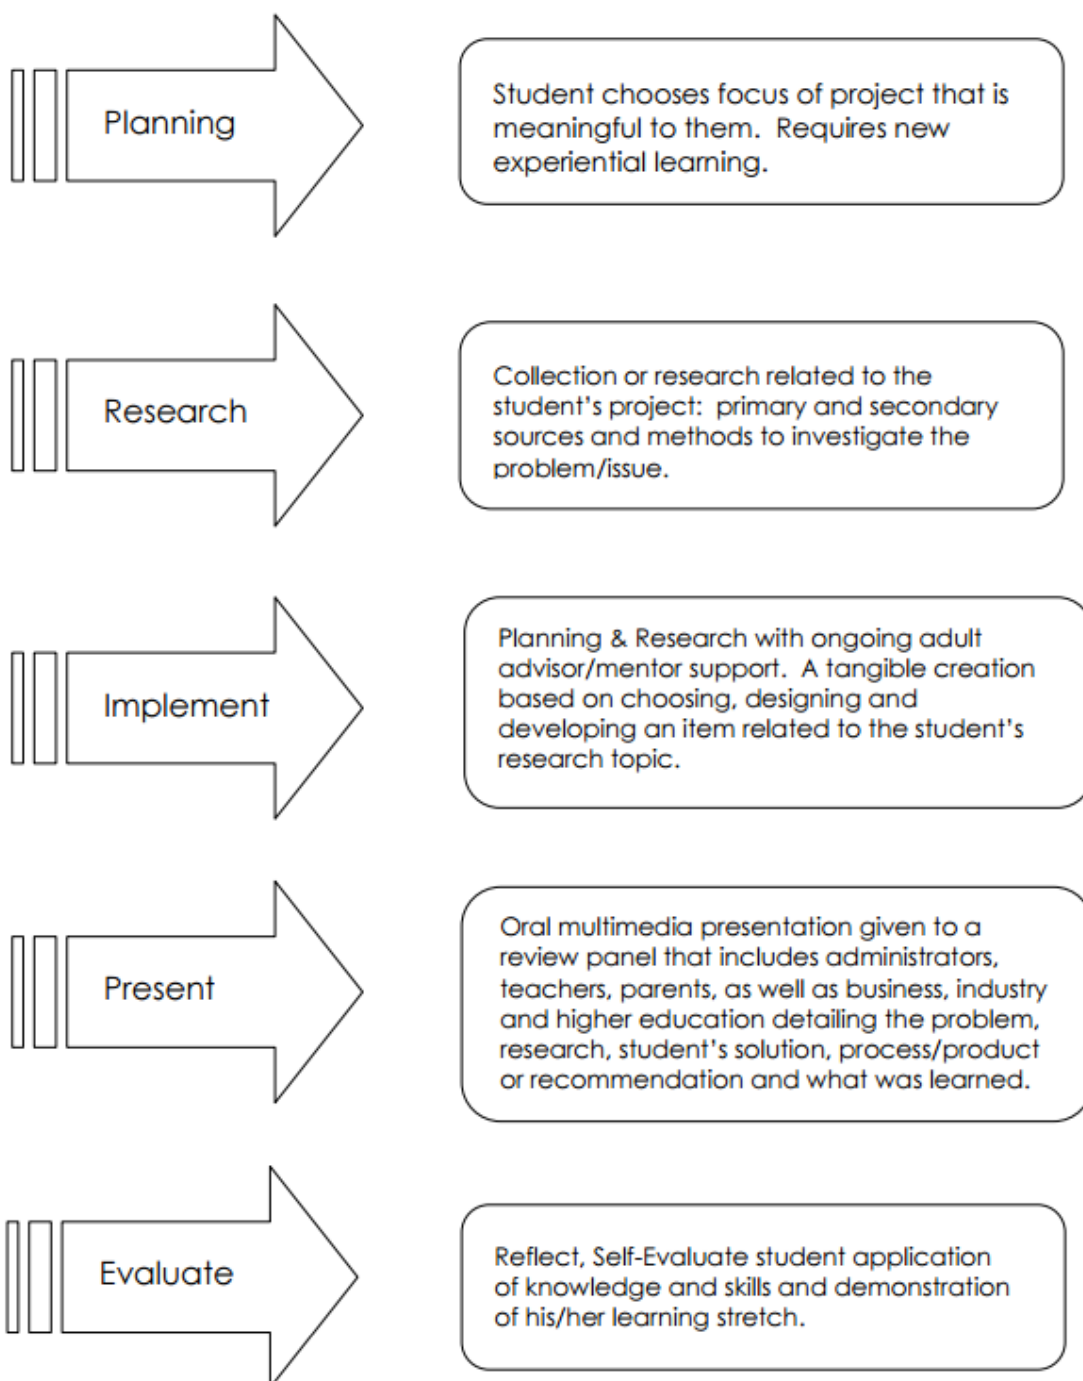 Planning
Student chooses focus of project that is
meaningful to them.  Requires new
experiential learning.
Research
Collection or research related to the
student's project:  primary and secondary
sources and methods to investigate the
problem/issue.
Implement
Planning & Research with ongoing adult
advisor/mentor support.  A tangible creation
based on choosing, designing and
developing an item related to the student's
research topic.
Present
Oral multimedia presentation given to a
review panel that includes administrators,
teachers, parents, as well as business, industry
and higher education detailing the problem,
research, student's solution, process/product
or recommendation and what was learned.
Evaluate
Reflect, Self-Evaluate student application
of knowledge and skills and demonstration
of his/her learning stretch.